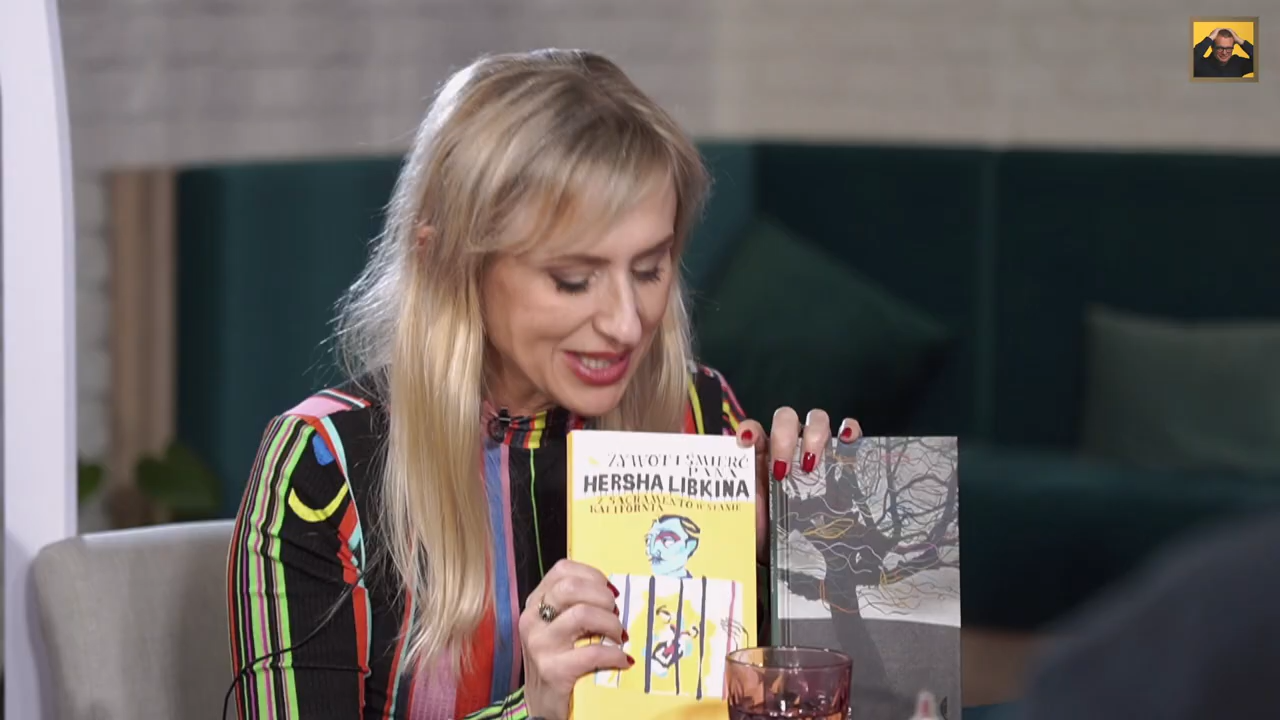 ŻYWOT I ŚMIERĆ
PANA
HERSHA LIBKINA
Z SACRAMENTO W STANIE
KALIFORNIA